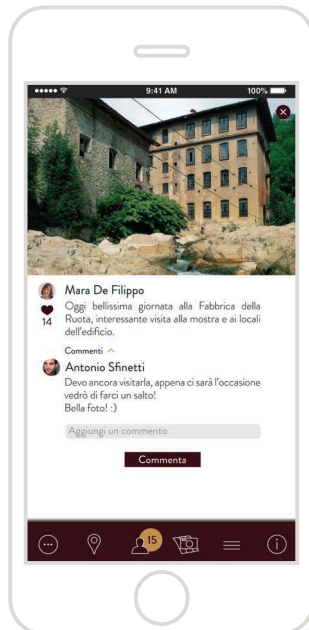 9:41 AM
100%
Mara De Filippo
14
Oggi bellissima giornata alla Fabbrica della
Ruota, interessante visita alla mostra e ai locali
dell'edificio.
Commenti
Antonio Sfinetti
Devo ancora visitarla, appena ci sarà l'occasione
vedrò di farci un salto!
Bella foto! :)
Aggiungi un commento
Commenta
15